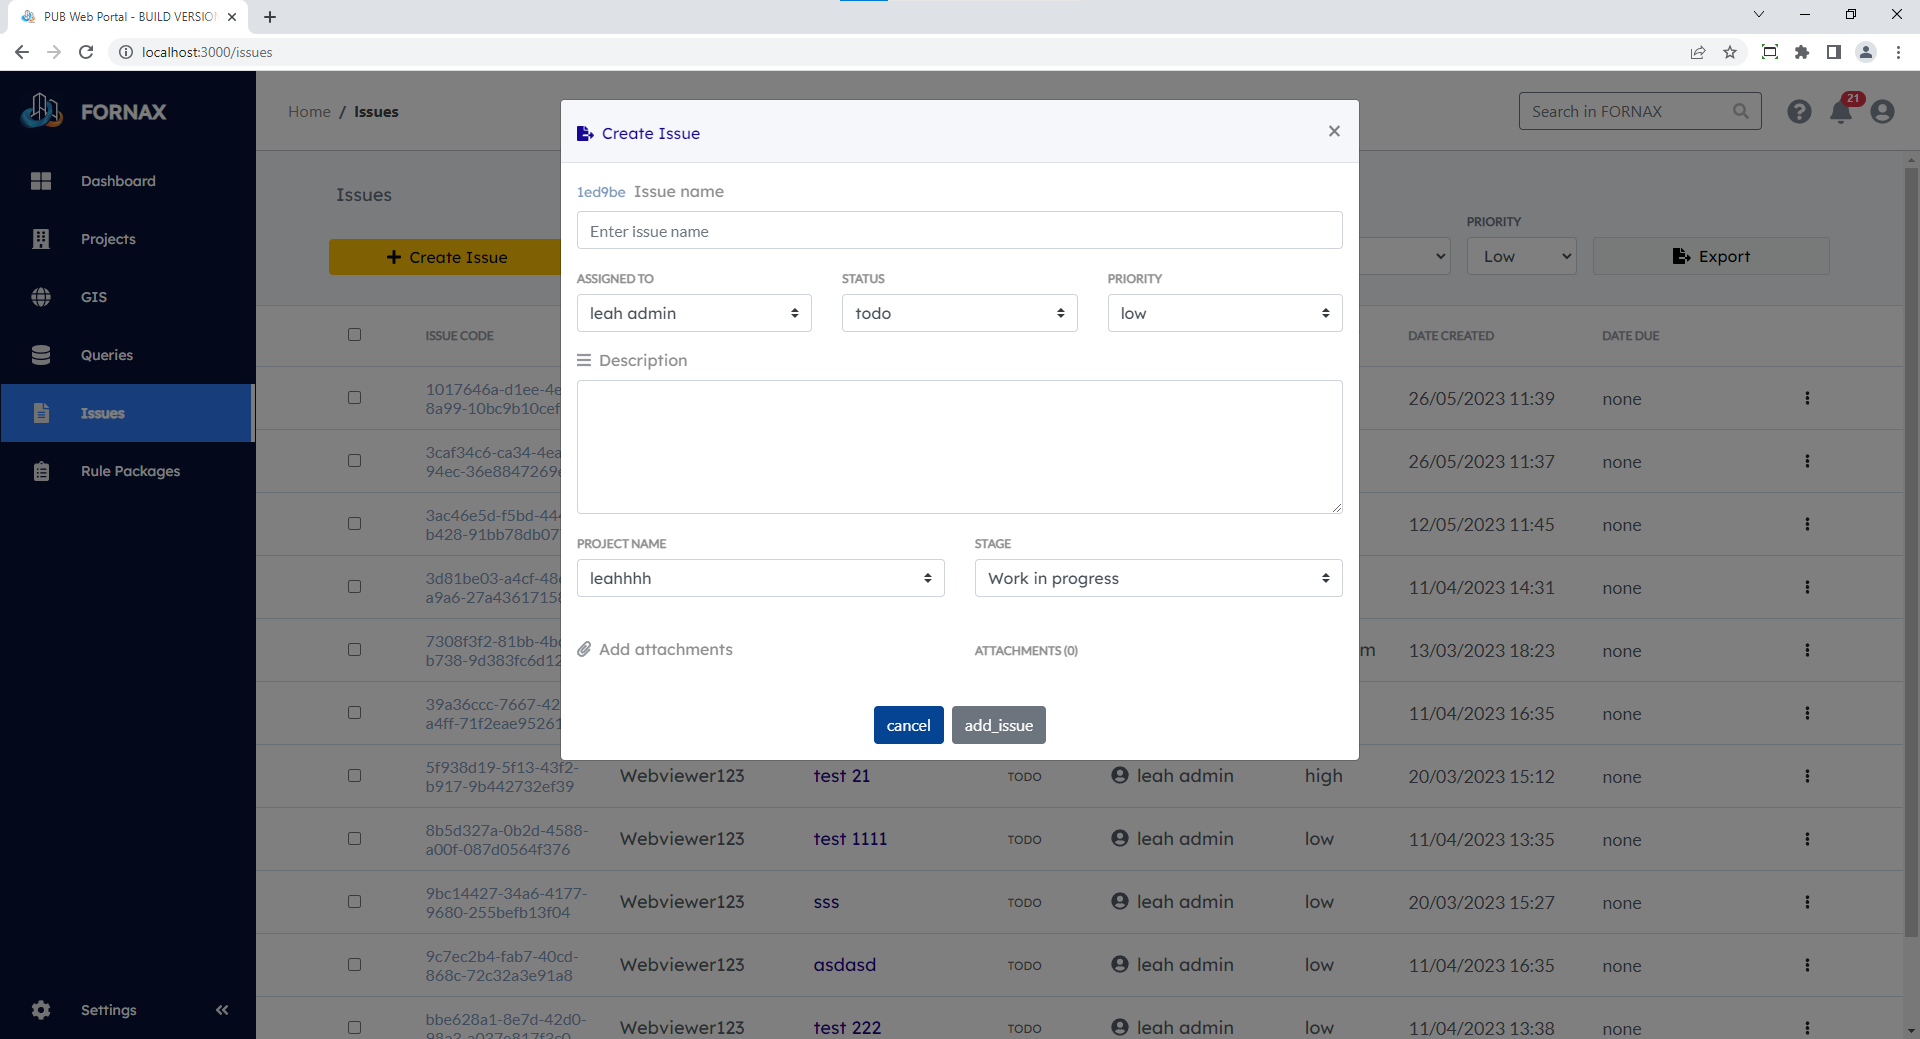 PUB Web Portal - BUILD VERSION
localhost:3000/issues
FORNAX
Home / Issues
Search in FORNAX
21
Dashboard
Projects
GIS
Queries
Issues
Rule Packages
Settings
Issues
Create Issue
PRIORITY
Low
Export
ISSUE CODE
DATE CREATED
DATE DUE
Create Issue
1ed9be Issue name
Enter issue name
ASSIGNED TO
STATUS
PRIORITY
leah admin
todo
low
Description
PROJECT NAME
STAGE
leahhhh
Work in progress
Add attachments
ATTACHMENTS (0)
cancel
add_issue
1017646a-d1ee-4e
8a99-10bc9b10cef
26/05/2023 11:39
none
3caf34c6-ca34-4ea
94ec-36e8847269
26/05/2023 11:37
none
3ac46e5d-f5bd-444
b428-91bb78db07
12/05/2023 11:45
none
3d81be03-a4cf-48
a9a6-27a43617158
11/04/2023 14:31
none
7308f3f2-81bb-4b
b738-9d383fc6d12
m
13/03/2023 18:23
none
39a36ccc-7667-42
a4ff-71f2eae95261
11/04/2023 16:35
none
5f938d19-5f13-43f2-
b917-9b442732ef39
Webviewer123
test 21
TODO
leah admin
high
20/03/2023 15:12
none
8b5d327a-0b2d-4588-
a00f-087d0564f376
Webviewer123
test 1111
TODO
leah admin
low
11/04/2023 13:35
none
9bc14427-34a6-4177-
9680-255befb13f04
Webviewer123
sss
TODO
leah admin
low
20/03/2023 15:27
none
9c7ec2b4-fab7-40cd-
868c-72c32a3e91a8
Webviewer123
asdasd
TODO
leah admin
low
11/04/2023 16:35
none
bbe628a1-8e7d-42d0-
Webviewer123
test 222
TODO
leah admin
low
11/04/2023 13:38
none